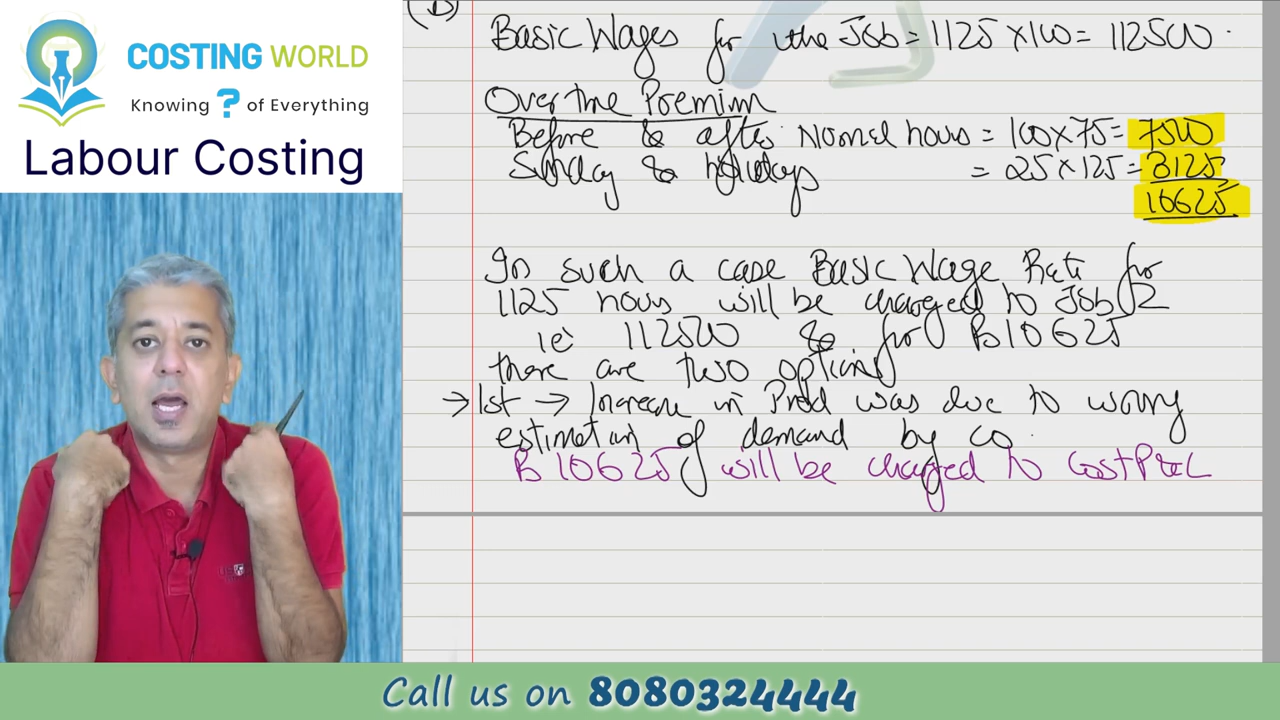 COSTING WORLD
Knowing ? of Everything
Labour Costing
(D)
Basic Wages for the Job = 1125 × 100 = 112500.
Overtime Premium
Before & after Normal hours = 100 × 75 = 7500
Sunday & holidays = 25 × 125 = 3125
10625
In such a case Basic Wage Rate for
1125 hours will be charged to Job Z
ie 112500 & for ₨ 10625
there are two options
→ 1st → Increase in Prod was due to wrong
estimation of demand by co.
₨ 10625 will be charged to Cost P&L
Call us on 8080324444